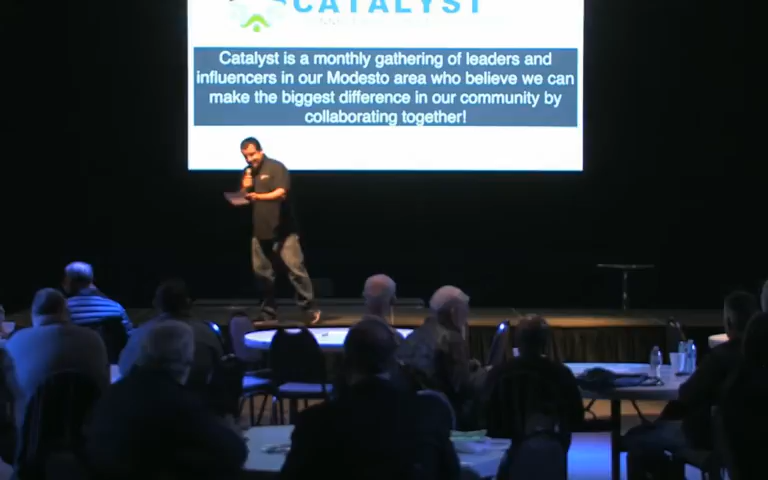 CATALYST
Catalyst is a monthly gathering of leaders and
influencers in our Modesto area who believe we can
make the biggest difference in our community by
collaborating together!